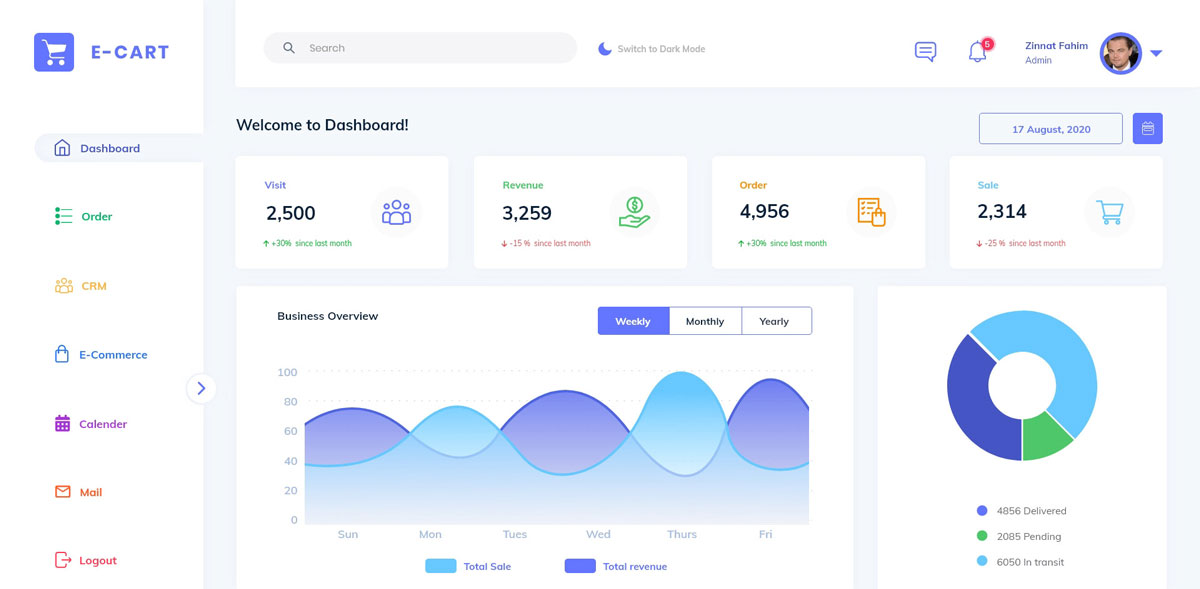 E-CART
Search
Switch to Dark Mode
5
Zinnat Fahim
Admin
Dashboard
Order
CRM
E-Commerce
Calender
Mail
Logout
Welcome to Dashboard!
17 August, 2020
Visit
2,500
+30% since last month
Revenue
3,259
-15 % since last month
Order
4,956
+30% since last month
Sale
2,314
-25 % since last month
Business Overview
Weekly Monthly Yearly
100
80
60
40
20
0
Sun Mon Tues Wed Thurs Fri
Total Sale Total revenue
4856 Delivered
2085 Pending
6050 In transit